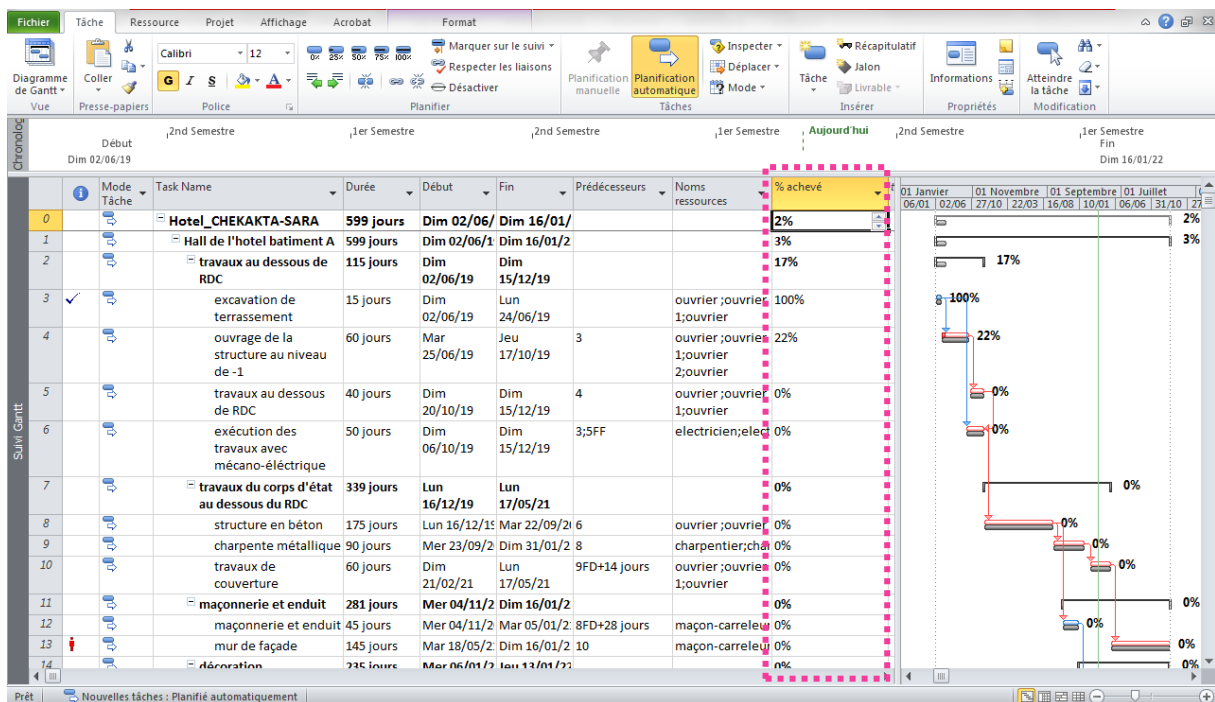 Fichier Tâche Ressource Projet Affichage Acrobat Format
Calibri 12 0% 25% 50% 75% 100% Marquer sur le suivi Inspecter Récapitulatif
Respecter les liaisons Déplacer Jalon
G I S A Désactiver Mode Livrable
Diagramme de Gantt Coller Planification manuelle Planification automatique Tâche Informations Atteindre la tâche
Vue Presse-papiers Police Planifier Tâches Insérer Propriétés Modification
Chronolog
2nd Semestre 1er Semestre 2nd Semestre 1er Semestre Aujourd'hui 2nd Semestre 1er Semestre
Début Fin
Dim 02/06/19 Dim 16/01/22
Mode Tâche Task Name Durée Début Fin Prédécesseurs Noms ressources % achevé
01 Janvier 01 Novembre 01 Septembre 01 Juillet
06/01 02/06 27/10 22/03 16/08 10/01 06/06 31/10 27
0 Hotel_CHEKAKTA-SARA 599 jours Dim 02/06/ Dim 16/01/ 2% 2%
1 Hall de l'hotel batiment A 599 jours Dim 02/06/1 Dim 16/01/2 3% 3%
2 travaux au dessous de RDC 115 jours Dim 02/06/19 Dim 15/12/19 17% 17%
3 excavation de terrassement 15 jours Dim 02/06/19 Lun 24/06/19 ouvrier ;ouvrier 1;ouvrier 100% 100%
4 ouvrage de la structure au niveau de -1 60 jours Mar 25/06/19 Jeu 17/10/19 3 ouvrier ;ouvrier 1;ouvrier 2;ouvrier 22% 22%
5 travaux au dessous de RDC 40 jours Dim 20/10/19 Dim 15/12/19 4 ouvrier ;ouvrier 1;ouvrier 0% 0%
6 exécution des travaux avec mécano-éléctrique 50 jours Dim 06/10/19 Dim 15/12/19 3;5FF electricien;elect 0% 0%
7 travaux du corps d'état au dessous du RDC 339 jours Lun 16/12/19 Lun 17/05/21 0% 0%
8 structure en béton 175 jours Lun 16/12/19 Mar 22/09/20 6 ouvrier ;ouvrier 0% 0%
9 charpente métallique 90 jours Mer 23/09/2 Dim 31/01/2 8 charpentier;char 0% 0%
10 travaux de couverture 60 jours Dim 21/02/21 Lun 17/05/21 9FD+14 jours ouvrier ;ouvrier 1;ouvrier 0% 0%
11 maçonnerie et enduit 281 jours Mer 04/11/2 Dim 16/01/2 0% 0%
12 maçonnerie et enduit 45 jours Mer 04/11/2 Mar 05/01/2 8FD+28 jours maçon-carreleur 0% 0%
13 mur de façade 145 jours Mar 18/05/2 Dim 16/01/2 10 maçon-carreleur 0% 0%
14 décoration 235 jours Mer 06/01/2 Jeu 13/01/22 0% 0%
Suivi Gantt
Prêt Nouvelles tâches : Planifié automatiquement